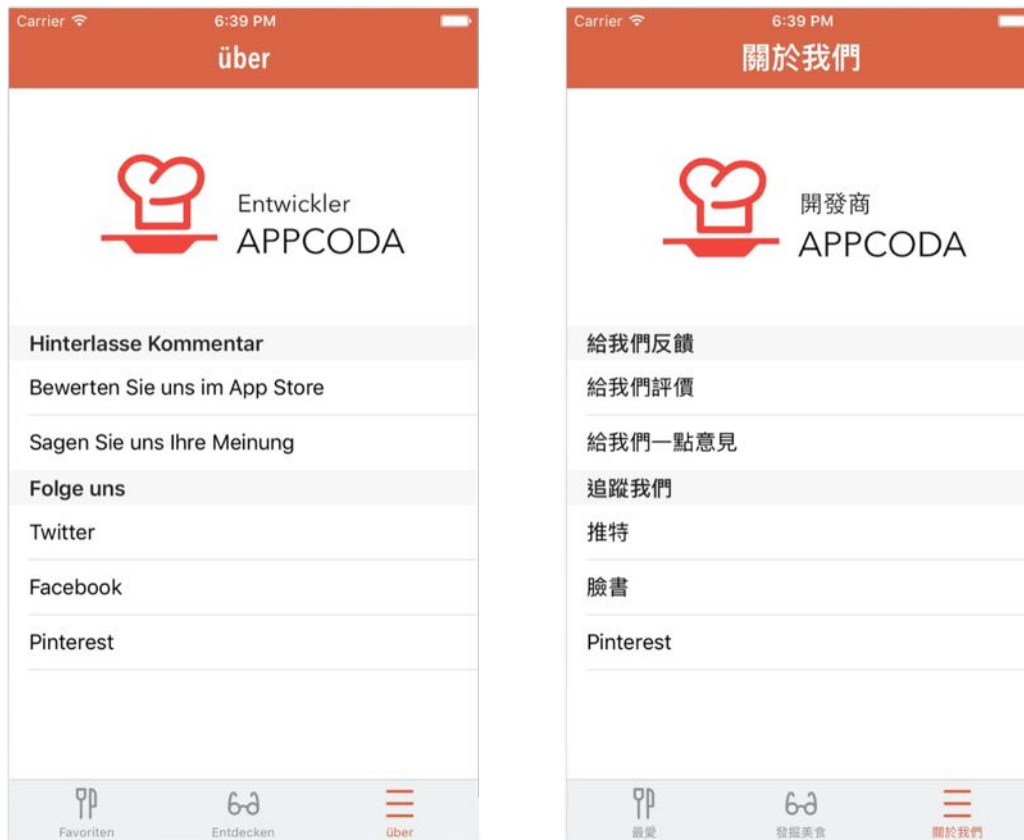 Carrier 6:39 PM
über
Entwickler
APPCODA
Hinterlasse Kommentar
Bewerten Sie uns im App Store
Sagen Sie uns Ihre Meinung
Folge uns
Twitter
Facebook
Pinterest
Favoriten Entdecken über
Carrier 6:39 PM
關於我們
開發商
APPCODA
給我們反饋
給我們評價
給我們一點意見
追蹤我們
推特
臉書
Pinterest
最愛 發掘美食 關於我們